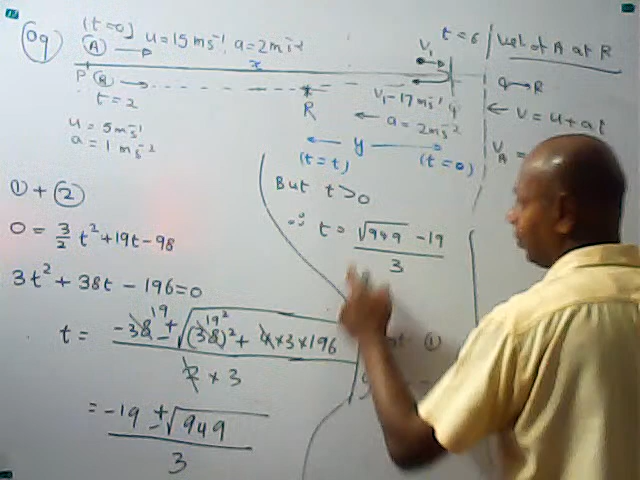 09
(t=0)
A → u = 15 ms⁻¹, a = 2 ms⁻²
x
P B →
t = 2
u = 5 ms⁻¹
a = 1 ms⁻²
① + ②
0 = 3/2 t² + 19t - 98
3t² + 38t - 196 = 0
t = (-38 19 ± √((38 19)² + 4 × 3 × 196)) / (2 × 3)
= (-19 ± √949) / 3
t = 6
V₁
R
V₁ - 17 ms⁻¹ q
← a = 2 ms⁻²
← y →
(t = t) (t = 0)
But t > 0
∴ t = (√949 - 19) / 3
①
Vel of A at R
q → R
← v = u + at
V_A =